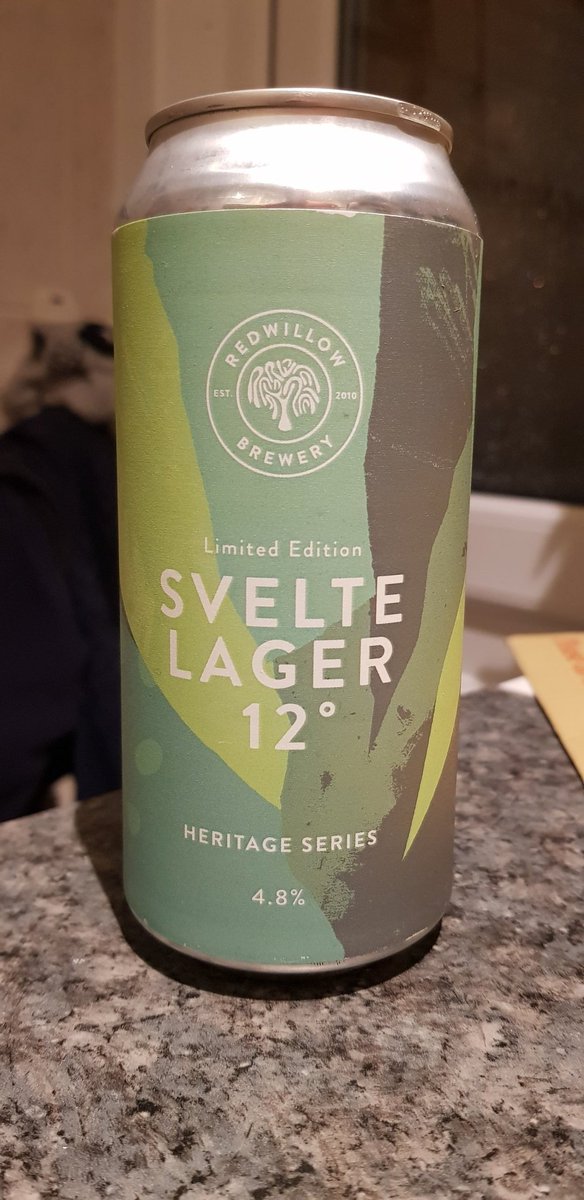 REDWILLOW
EST. 2010
BREWERY
Limited Edition
SVELTE
LAGER
12°
HERITAGE SERIES
4.8%